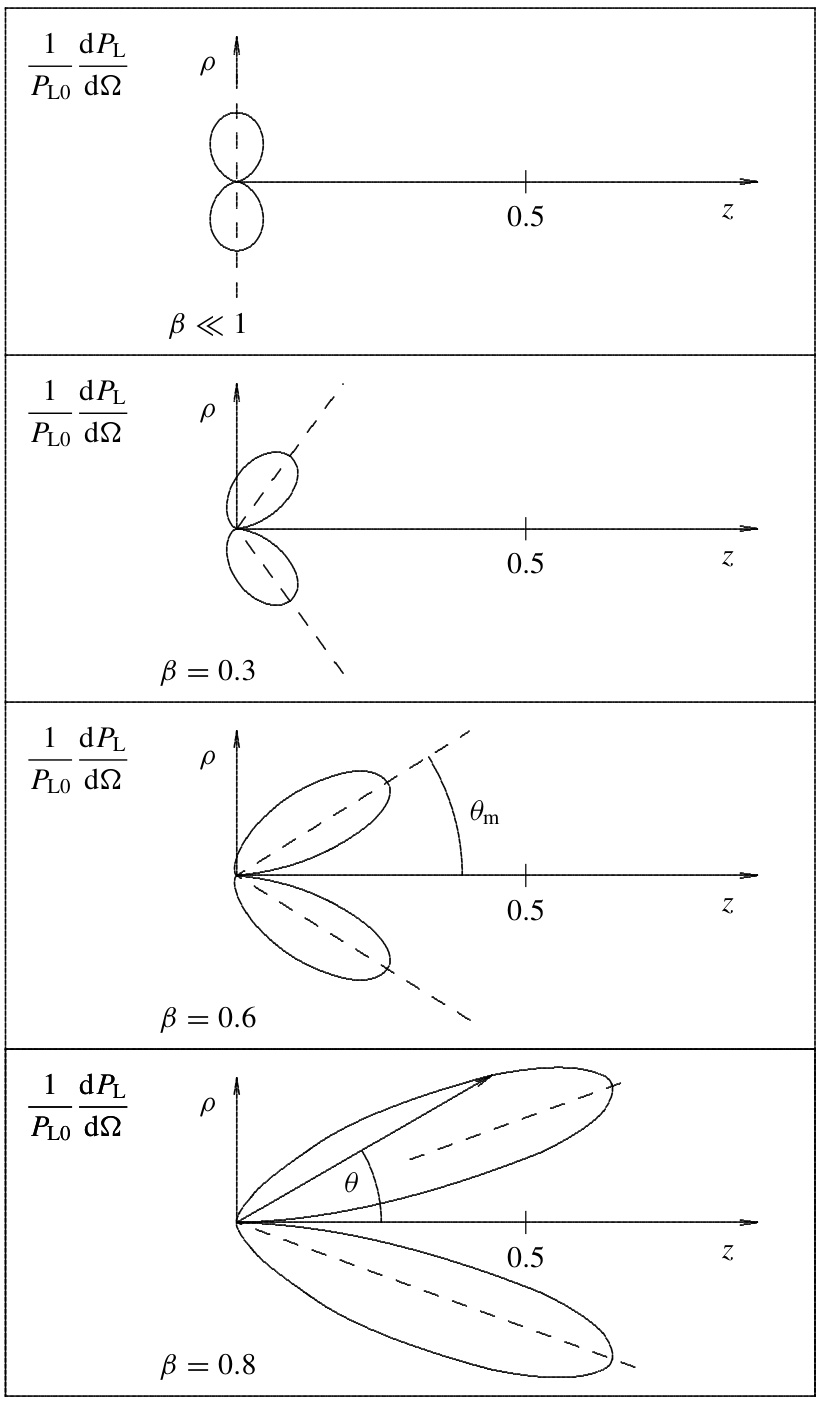 1 dP_L
P_L0 dΩ
ρ
0.5
z
β ≪ 1
1 dP_L
P_L0 dΩ
ρ
0.5
z
β = 0.3
1 dP_L
P_L0 dΩ
ρ
θ_m
0.5
z
β = 0.6
1 dP_L
P_L0 dΩ
ρ
θ
0.5
z
β = 0.8